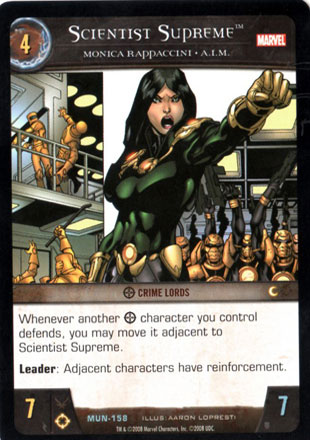 4
SCIENTIST SUPREME™
MARVEL
MONICA RAPPACCINI • A.I.M.
CRIME LORDS
Whenever another character you control
defends, you may move it adjacent to
Scientist Supreme.
Leader: Adjacent characters have reinforcement.
7
MUN-158 ILLUS: AARON LOPRESTI
7
TM & ©2008 Marvel Characters, Inc. ©2008 UDC.